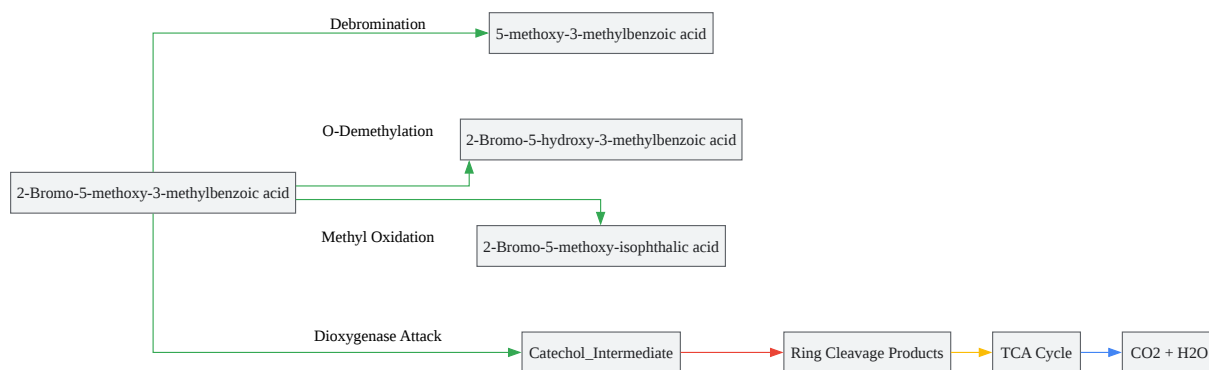 Debromination
5-methoxy-3-methylbenzoic acid
O-Demethylation
2-Bromo-5-hydroxy-3-methylbenzoic acid
2-Bromo-5-methoxy-3-methylbenzoic acid
Methyl Oxidation
2-Bromo-5-methoxy-isophthalic acid
Dioxygenase Attack
Catechol_Intermediate
Ring Cleavage Products
TCA Cycle
CO2 + H2O